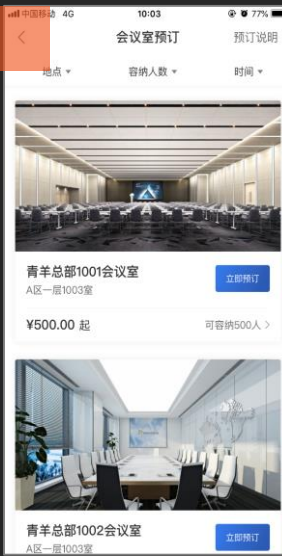 中国移动 4G 10:03 77%
会议室预订 预订说明
地点 容纳人数 时间
青羊总部1001会议室
立即预订
A区一层1003室
¥500.00 起 可容纳500人
青羊总部1002会议室
立即预订
A区一层1003室